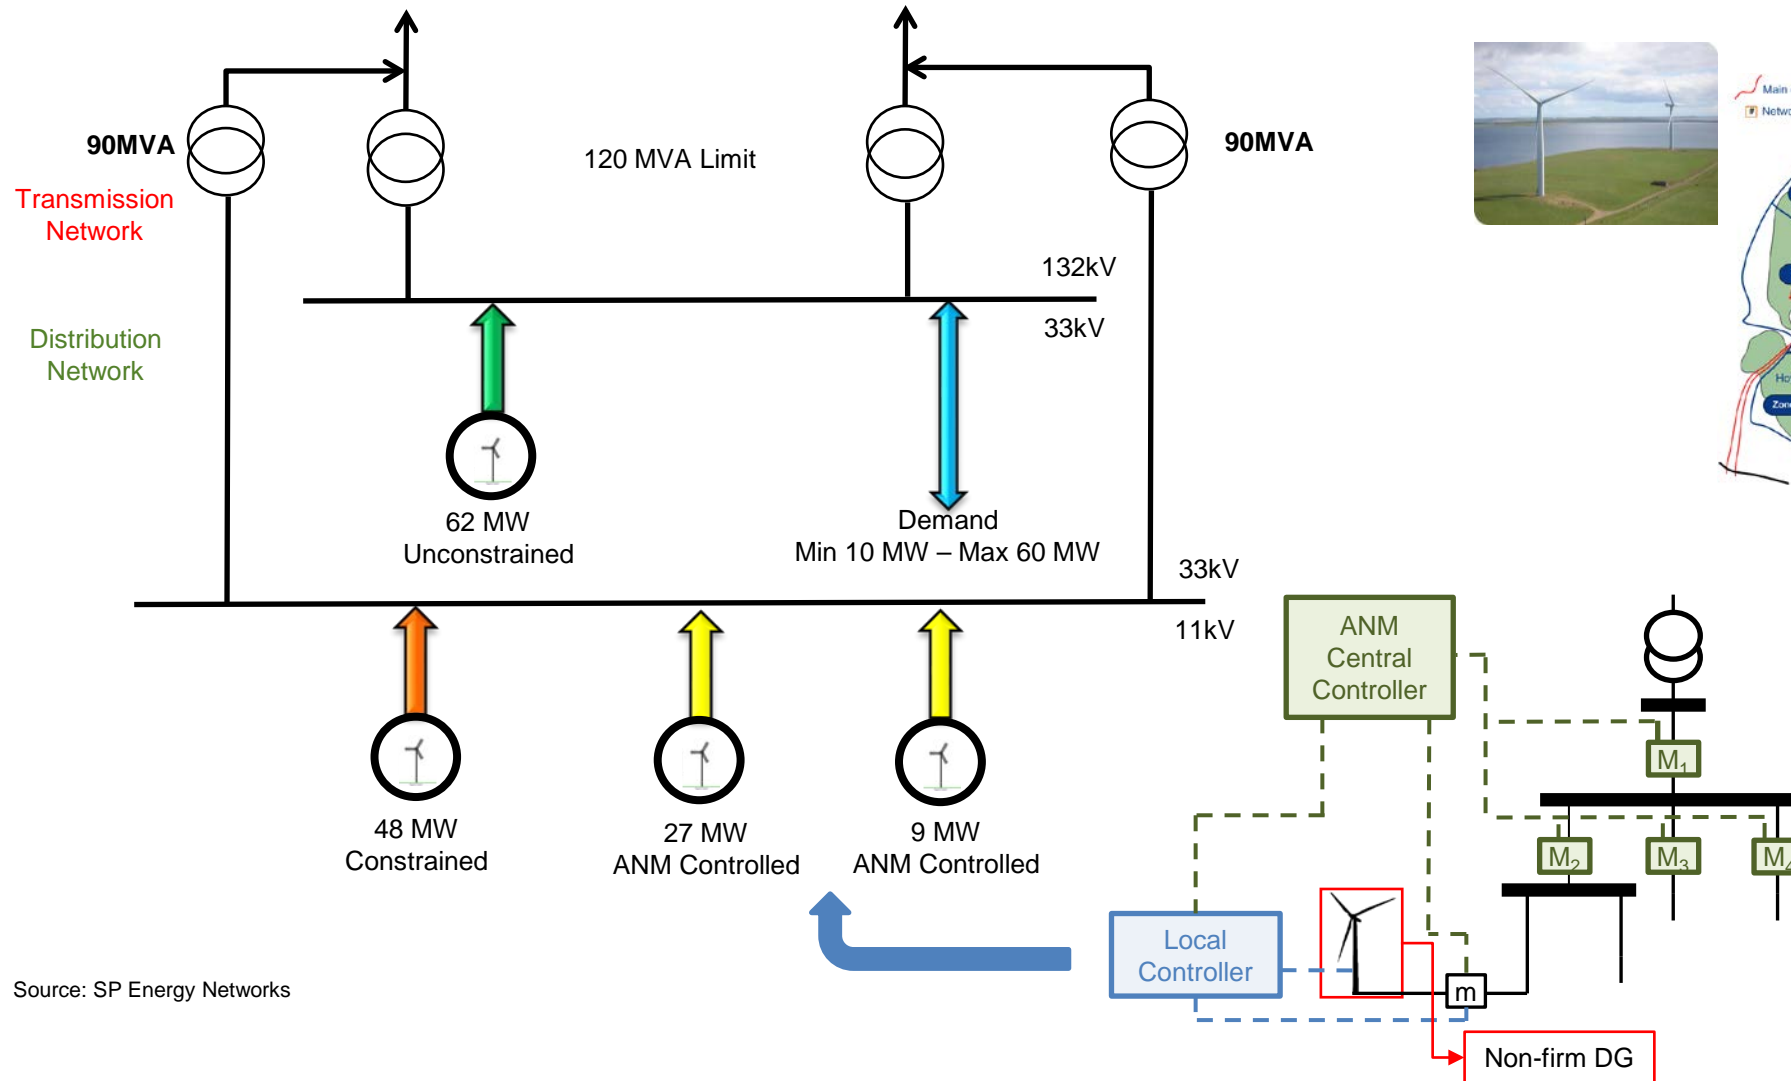 90MVA
120 MVA Limit
90MVA
Transmission
Network
132kV
33kV
Distribution
Network
62 MW
Unconstrained
Demand
Min 10 MW – Max 60 MW
33kV
11kV
48 MW
Constrained
27 MW
ANM Controlled
9 MW
ANM Controlled
ANM
Central
Controller
M1
M2
M3
Local
Controller
m
Non-firm DG
Source: SP Energy Networks
Main